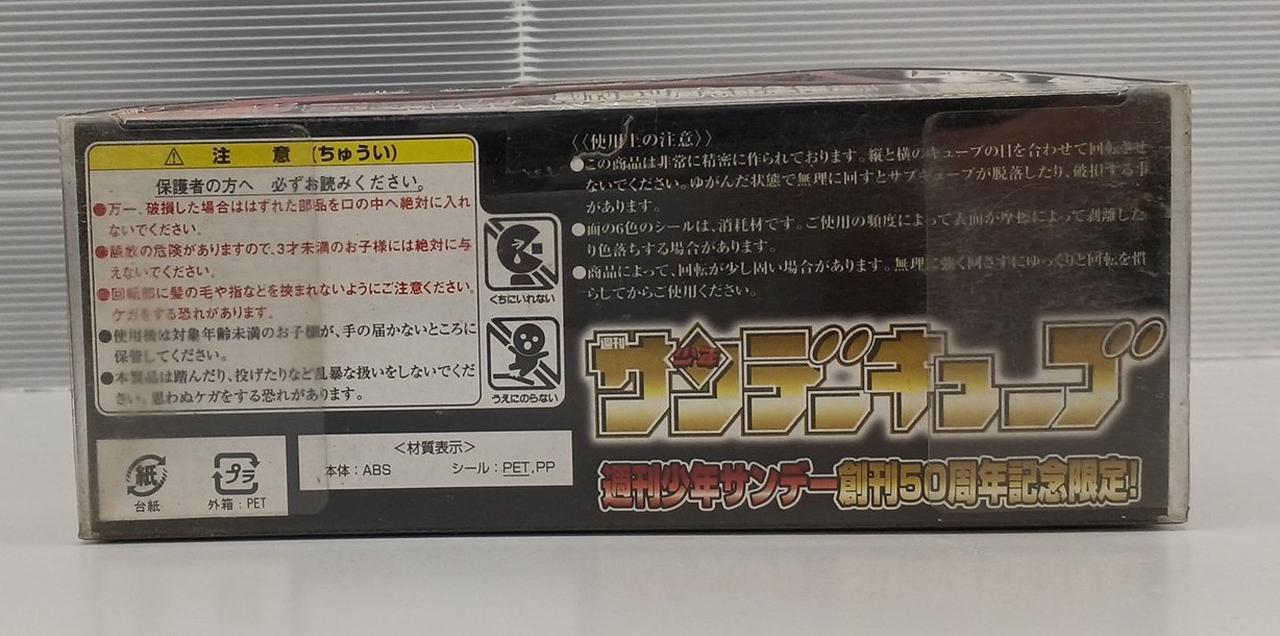 ⚠ 注 意 (ちゅうい)
保護者の方へ 必ずお読みください。
●万一、破損した場合ははずれた部品を口の中へ絶対に入れ
ないでください。
●誤飲の危険がありますので、3才未満のお子様には絶対に与
えないでください。
●回転部に髪の毛や指などを挟まれないようにご注意ください。
ケガをする恐れがあります。
●使用後は対象年齢未満のお子様が、手の届かないところに
保管してください。
●本製品は踏んだり、投げたりなど乱暴な扱いをしないでくだ
さい。思わぬケガをする恐れがあります。
くちにいれない
うえにのらない
紙
台紙
プラ
外箱:PET
<材質表示>
本体:ABS シール:PET,PP
〈〈使用上の注意〉〉
●この商品は非常に精密に作られております。縦と横のキューブの目を合わせて回転させ
ないでください。ゆがんだ状態で無理に回すとサブキューブが脱落したり、破損する事
があります。
●面の6色のシールは、消耗材です。ご使用の頻度によって表面が摩擦によって剥離した
り色落ちする場合があります。
●商品によって、回転が少し固い場合があります。無理に強く回さずにゆっくりと回転を慣
らしてからご使用ください。
週刊
少年
サンデーキューブ
週刊少年サンデー創刊50周年記念限定!